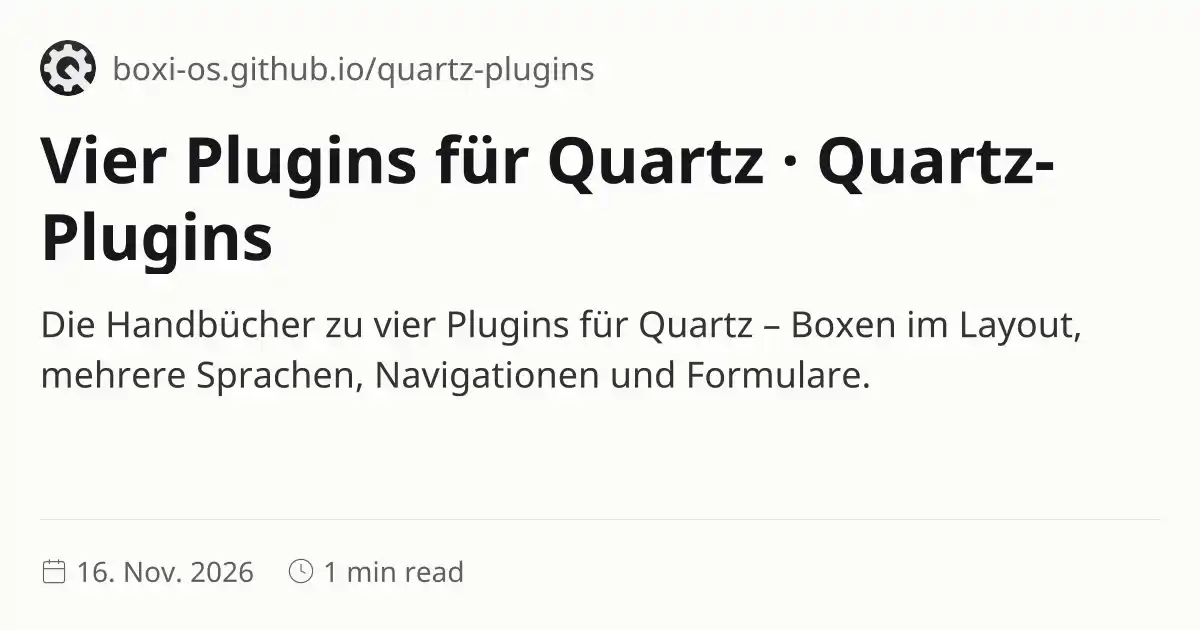 boxi-os.github.io/quartz-plugins
Vier Plugins für Quartz · Quartz-
Plugins
Die Handbücher zu vier Plugins für Quartz – Boxen im Layout,
mehrere Sprachen, Navigationen und Formulare.
16. Nov. 2026 1 min read